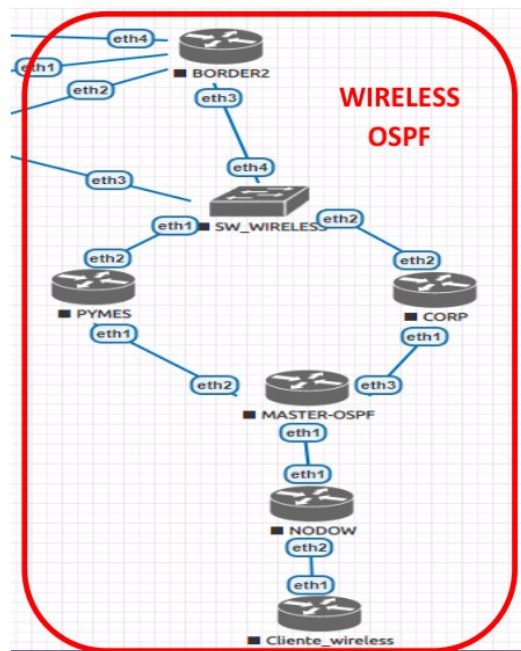 eth4
eth1
BORDER2
eth2
eth3
WIRELESS
OSPF
eth4
eth3
eth1
SW_WIRELESS
eth2
eth2
eth2
PYMES
CORP
eth1
eth1
eth2
eth3
MASTER-OSPF
eth1
eth1
NODOW
eth2
eth1
Cliente_wireless